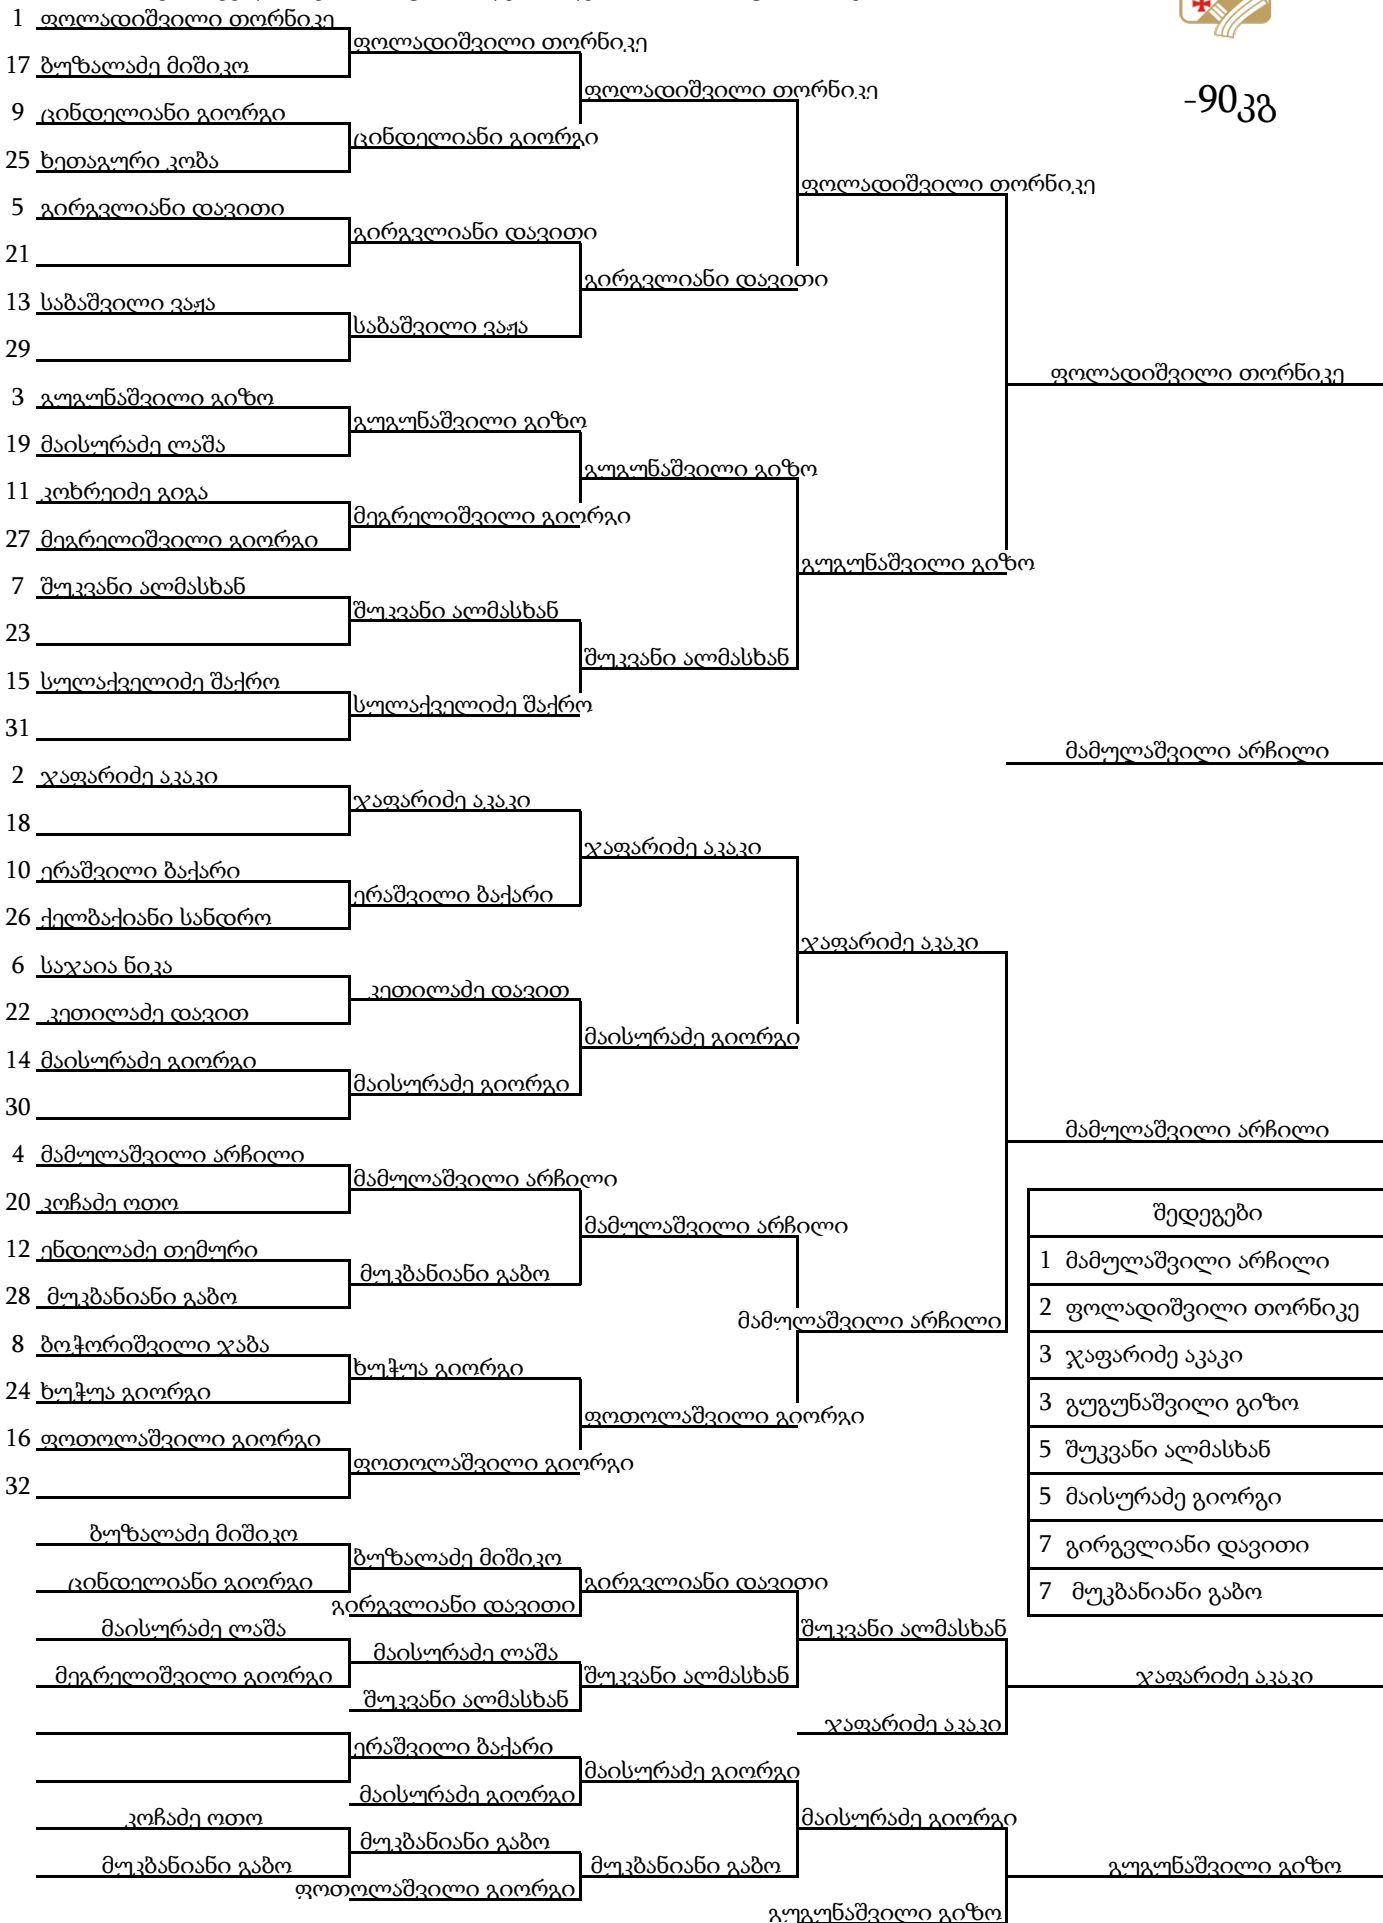 1 ფოლადიშვილი თორნიკე
ფოლადიშვილი თორნიკე
17 ბუზალაძე მიშიკო
ფოლადიშვილი თორნიკე
-90კგ
9 ცინდელიანი გიორგი
ცინდელიანი გიორგი
25 ხეთაგური კობა
ფოლადიშვილი თორნიკე
5 გირგვლიანი დავითი
გირგვლიანი დავითი
21
გირგვლიანი დავითი
13 საბაშვილი ვაჟა
საბაშვილი ვაჟა
29
ფოლადიშვილი თორნიკე
3 გუგუნაშვილი გიზო
გუგუნაშვილი გიზო
19 მაისურაძე ლაშა
გუგუნაშვილი გიზო
11 კოხრეიძე გიგა
მეგრელიშვილი გიორგი
27 მეგრელიშვილი გიორგი
გუგუნაშვილი გიზო
7 შუკვანი ალმასხან
შუკვანი ალმასხან
23
შუკვანი ალმასხან
15 სულაქველიძე შაქრო
სულაქველიძე შაქრო
31
მამულაშვილი არჩილი
2 ჯაფარიძე აკაკი
ჯაფარიძე აკაკი
18
ჯაფარიძე აკაკი
10 ერაშვილი ბაქარი
ერაშვილი ბაქარი
26 ქელბაქიანი სანდრო
ჯაფარიძე აკაკი
6 საჯაია ნიკა
კეთილაძე დავით
22 კეთილაძე დავით
მაისურაძე გიორგი
14 მაისურაძე გიორგი
მაისურაძე გიორგი
30
მამულაშვილი არჩილი
4 მამულაშვილი არჩილი
მამულაშვილი არჩილი
20 კოჩაძე ოთო
მამულაშვილი არჩილი
12 ენდელაძე თემური
მუკბანიანი გაბო
28 მუკბანიანი გაბო
მამულაშვილი არჩილი
8 ბოჭორიშვილი ჯაბა
ხუჭუა გიორგი
24 ხუჭუა გიორგი
ფოთოლაშვილი გიორგი
16 ფოთოლაშვილი გიორგი
ფოთოლაშვილი გიორგი
32
შედეგები
1 მამულაშვილი არჩილი
2 ფოლადიშვილი თორნიკე
3 ჯაფარიძე აკაკი
3 გუგუნაშვილი გიზო
5 შუკვანი ალმასხან
5 მაისურაძე გიორგი
7 გირგვლიანი დავითი
7 მუკბანიანი გაბო
ბუზალაძე მიშიკო
ბუზალაძე მიშიკო
ცინდელიანი გიორგი
გირგვლიანი დავითი
გირგვლიანი დავითი
მაისურაძე ლაშა
შუკვანი ალმასხან
მაისურაძე ლაშა
მეგრელიშვილი გიორგი
შუკვანი ალმასხან
ჯაფარიძე აკაკი
შუკვანი ალმასხან
ჯაფარიძე აკაკი
ერაშვილი ბაქარი
მაისურაძე გიორგი
მაისურაძე გიორგი
კოჩაძე ოთო
მაისურაძე გიორგი
მუკბანიანი გაბო
მუკბანიანი გაბო
მუკბანიანი გაბო
გუგუნაშვილი გიზო
ფოთოლაშვილი გიორგი
გუგუნაშვილი გიზო